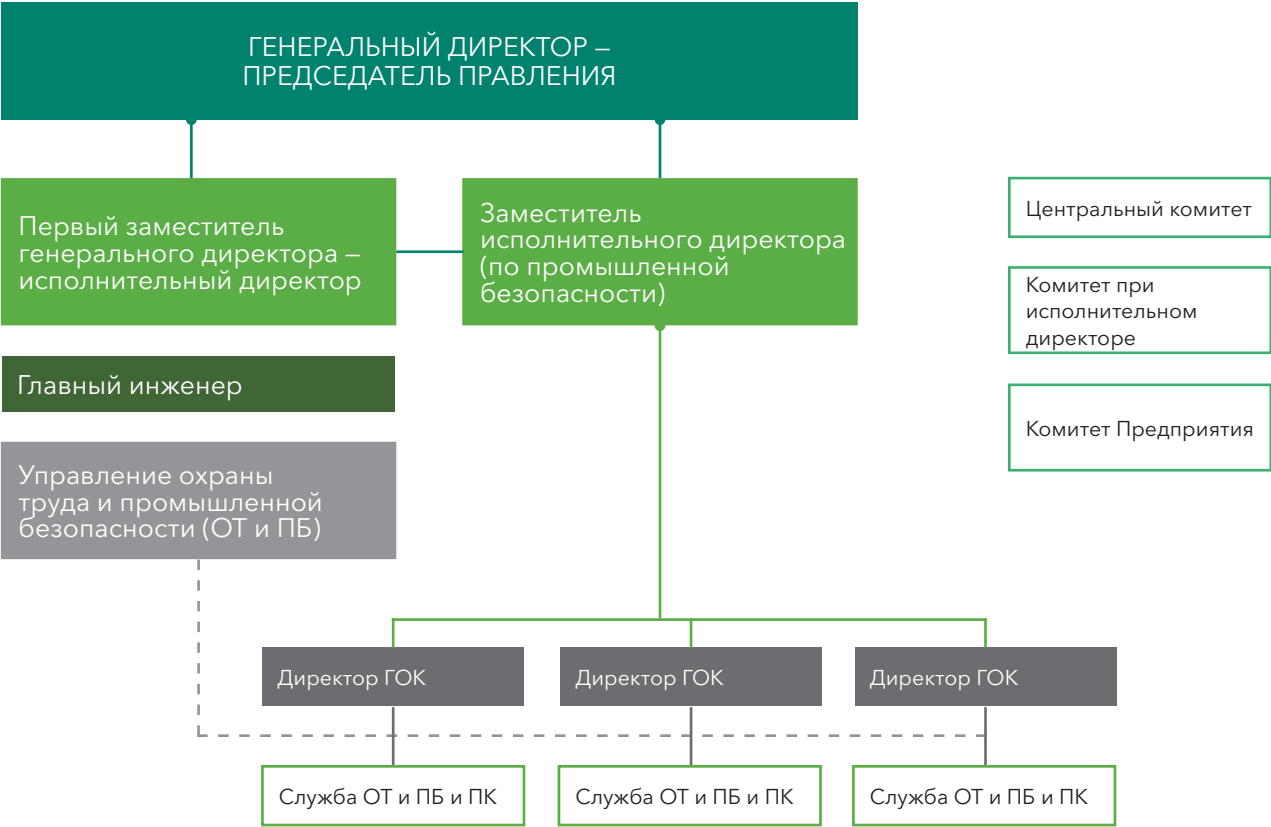 ГЕНЕРАЛЬНЫЙ ДИРЕКТОР —
ПРЕДСЕДАТЕЛЬ ПРАВЛЕНИЯ
Первый заместитель
генерального директора —
исполнительный директор
Заместитель
исполнительного директора
(по промышленной
безопасности)
Центральный комитет
Комитет при
исполнительном
директоре
Комитет Предприятия
Главный инженер
Управление охраны
труда и промышленной
безопасности (ОТ и ПБ)
Директор ГОК
Директор ГОК
Директор ГОК
Служба ОТ и ПБ и ПК
Служба ОТ и ПБ и ПК
Служба ОТ и ПБ и ПК